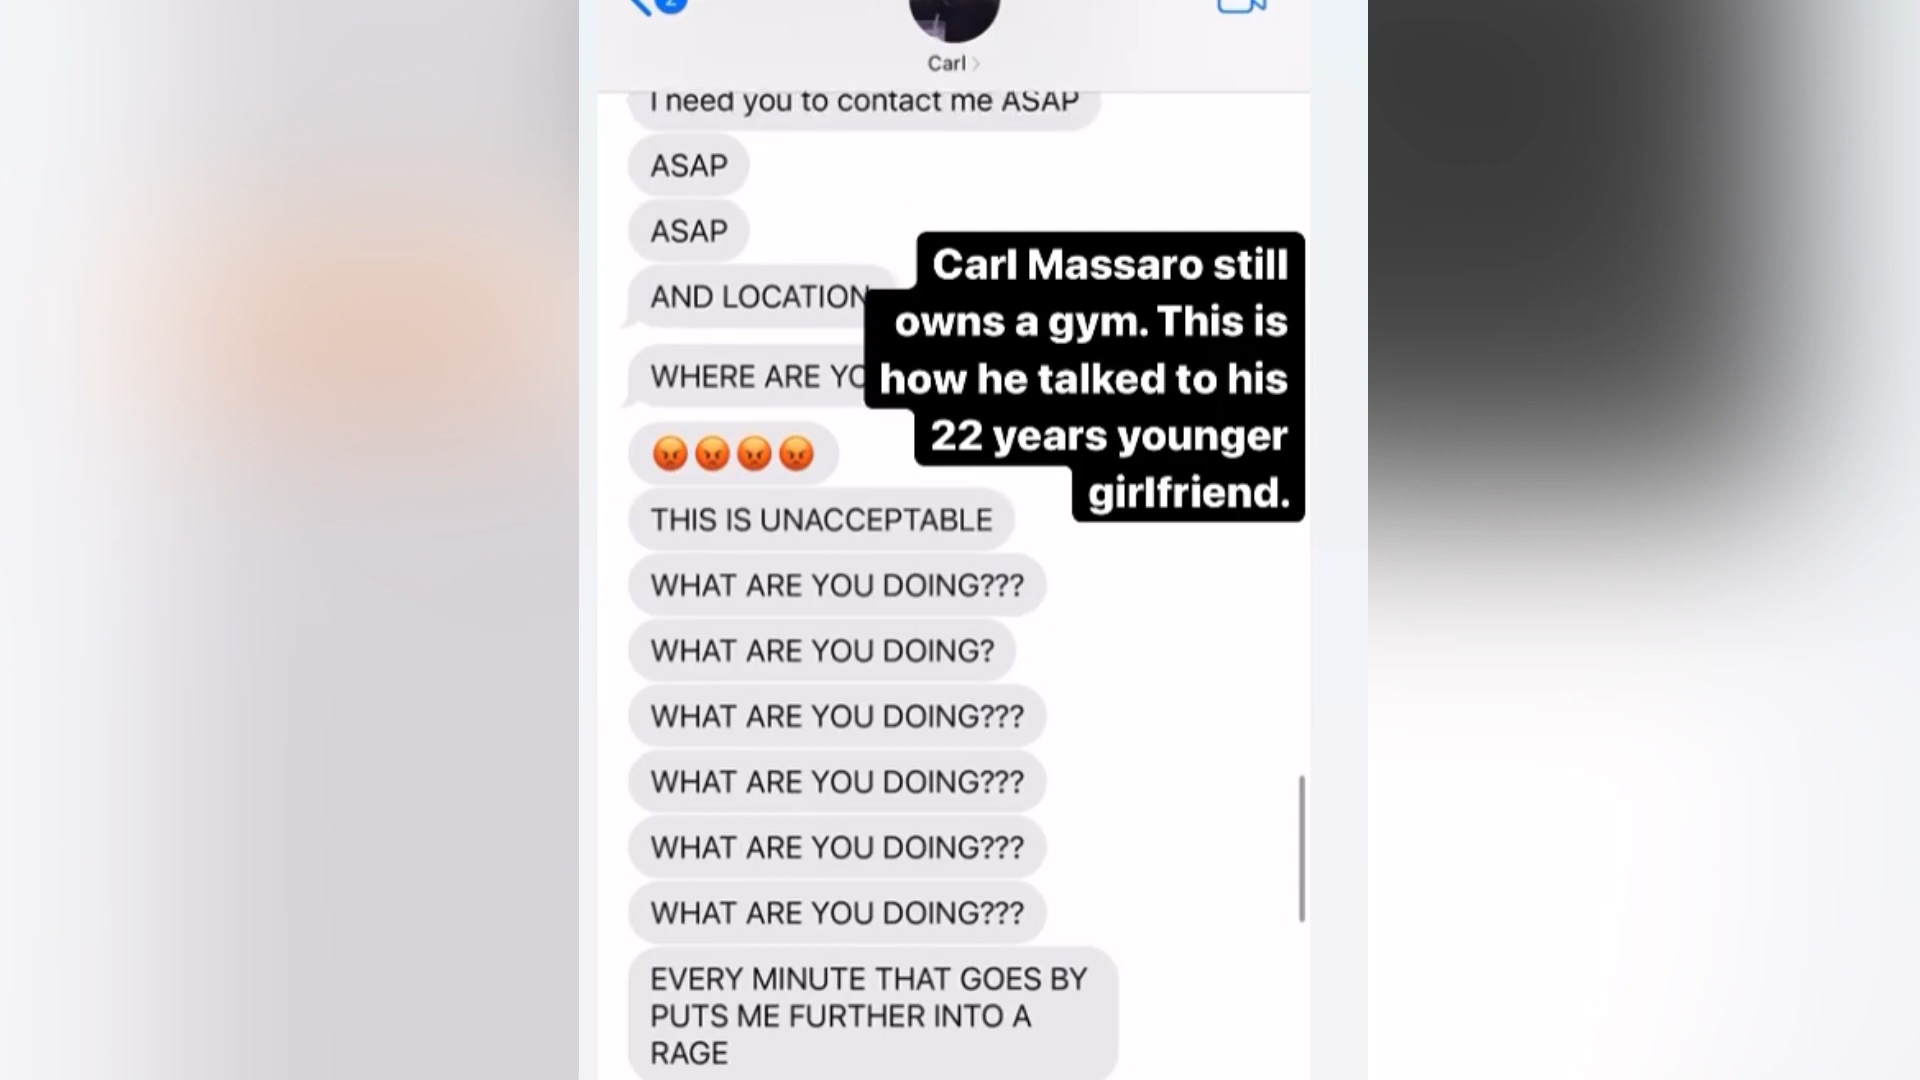 2
Carl
I need you to contact me ASAP
ASAP
ASAP
AND LOCATION
WHERE ARE
😡😡😡😡
THIS IS UNACCEPTABLE
WHAT ARE YOU DOING???
WHAT ARE YOU DOING?
WHAT ARE YOU DOING???
WHAT ARE YOU DOING???
WHAT ARE YOU DOING???
WHAT ARE YOU DOING???
EVERY MINUTE THAT GOES BY
PUTS ME FURTHER INTO A
RAGE
Carl Massaro still
owns a gym. This is
how he talked to his
22 years younger
girlfriend.